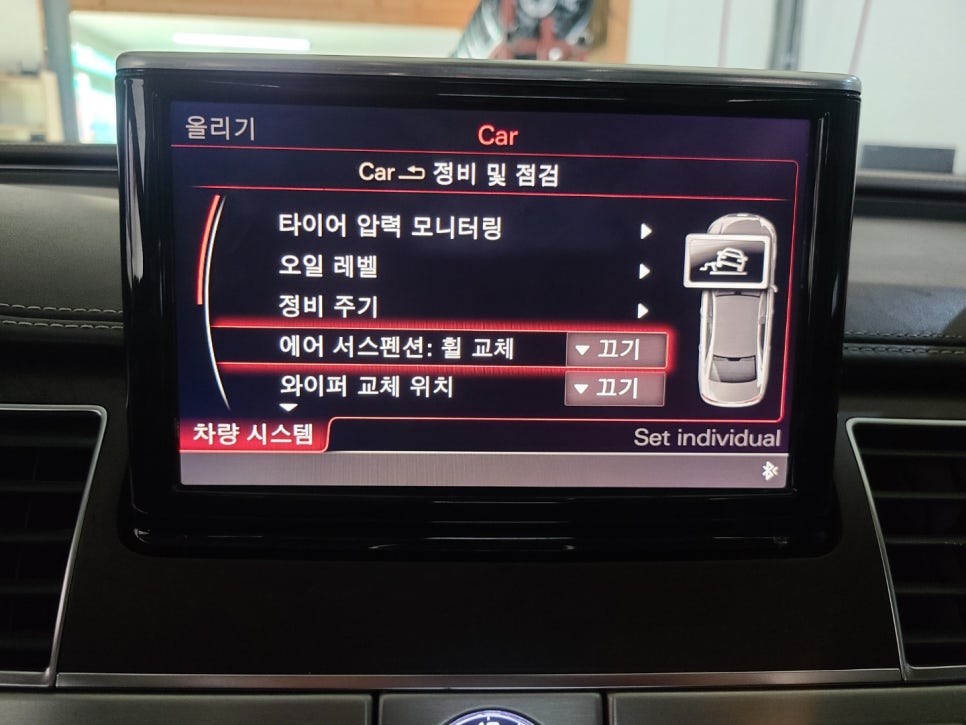 올리기
Car
Car 정비 및 점검
타이어 압력 모니터링
오일 레벨
정비 주기
에어 서스펜션: 휠 교체 끄기
와이퍼 교체 위치 끄기
차량 시스템
Set individual